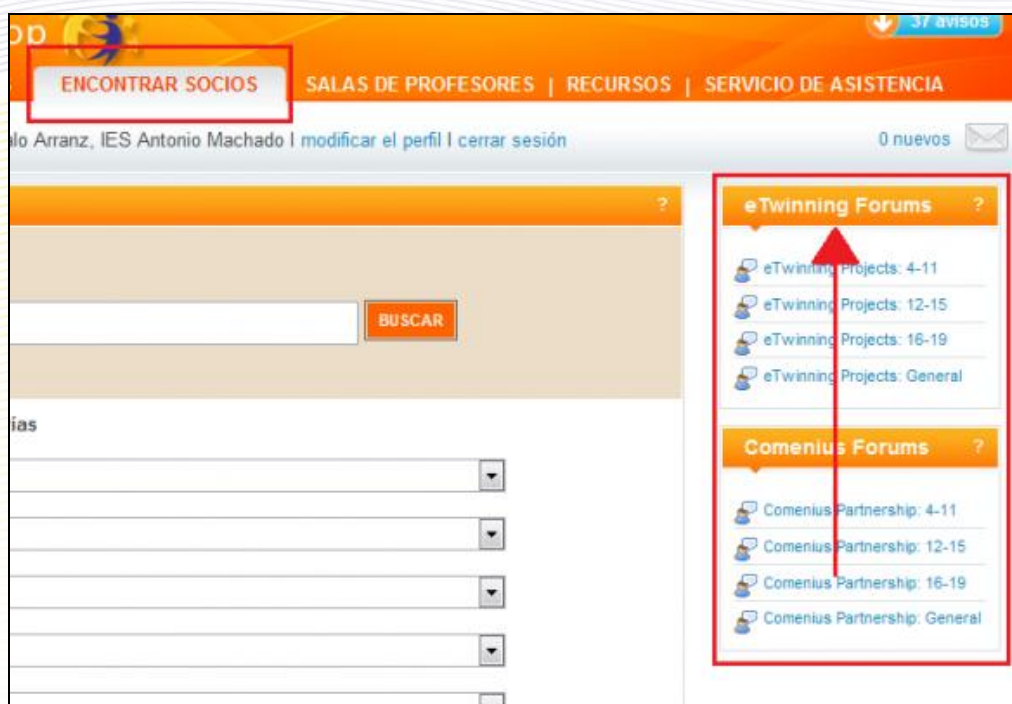 op
37 avisos
ENCONTRAR SOCIOS SALAS DE PROFESORES | RECURSOS | SERVICIO DE ASISTENCIA
lo Arranz, IES Antonio Machado I modificar el perfil I cerrar sesión
0 nuevos
?
BUSCAR
ías
eTwinning Forums ?
eTwinning Projects: 4-11
eTwinning Projects: 12-15
eTwinning Projects: 16-19
eTwinning Projects: General
Comenius Forums ?
Comenius Partnership: 4-11
Comenius Partnership: 12-15
Comenius Partnership: 16-19
Comenius Partnership: General